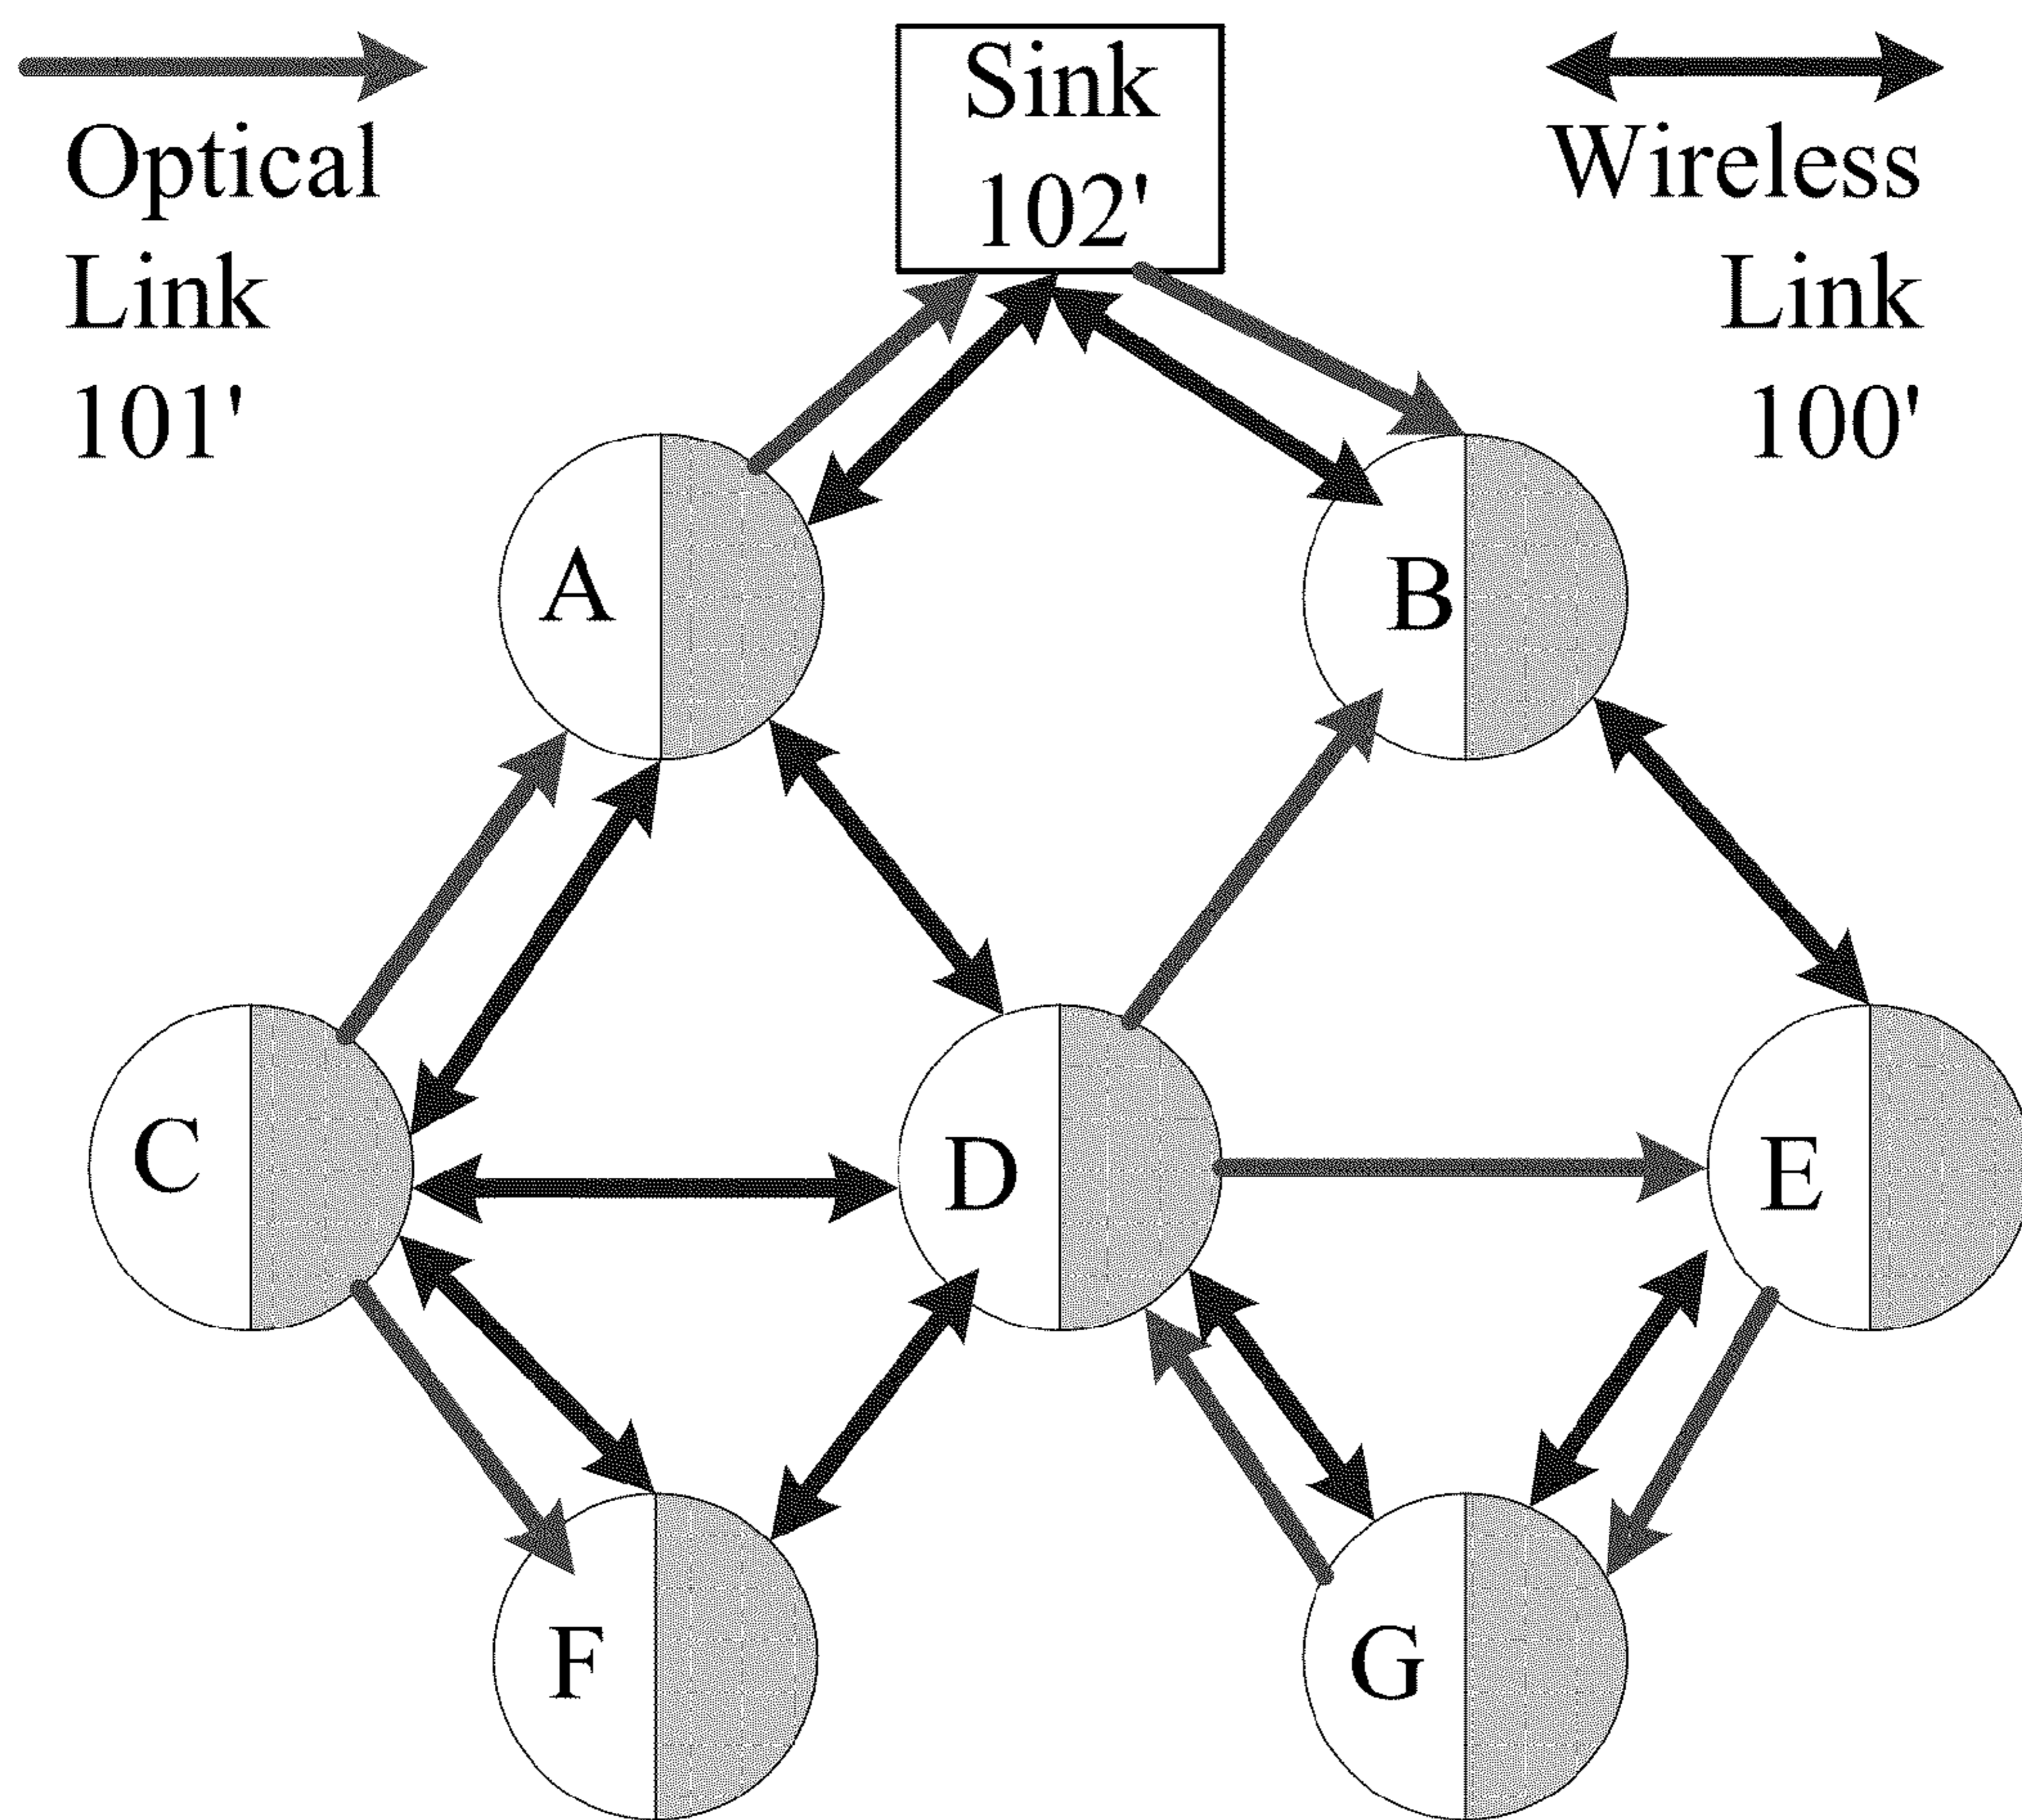 Optical
Link
101'
Sink
102'
Wireless
Link
100'
A
B
C
D
E
F
G